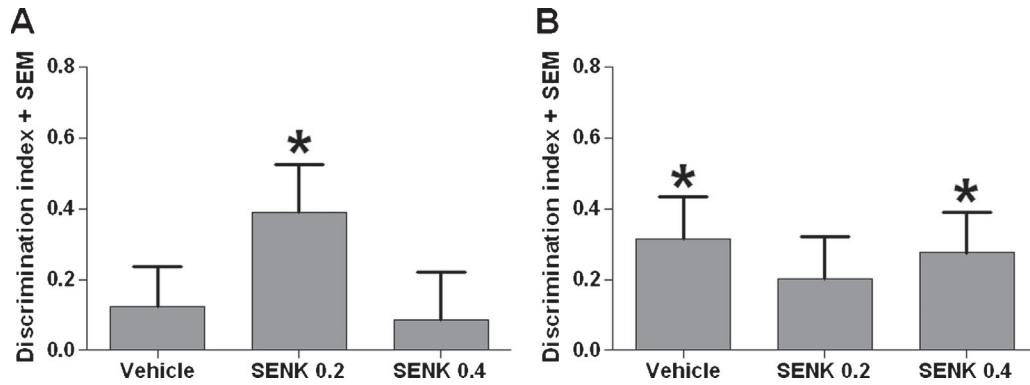 A
Discrimination index + SEM
0.8
0.6
0.4
0.2
0.0
*
Vehicle
SENK 0.2
SENK 0.4
B
Discrimination index + SEM
0.8
0.6
0.4
0.2
0.0
*
*
Vehicle
SENK 0.2
SENK 0.4